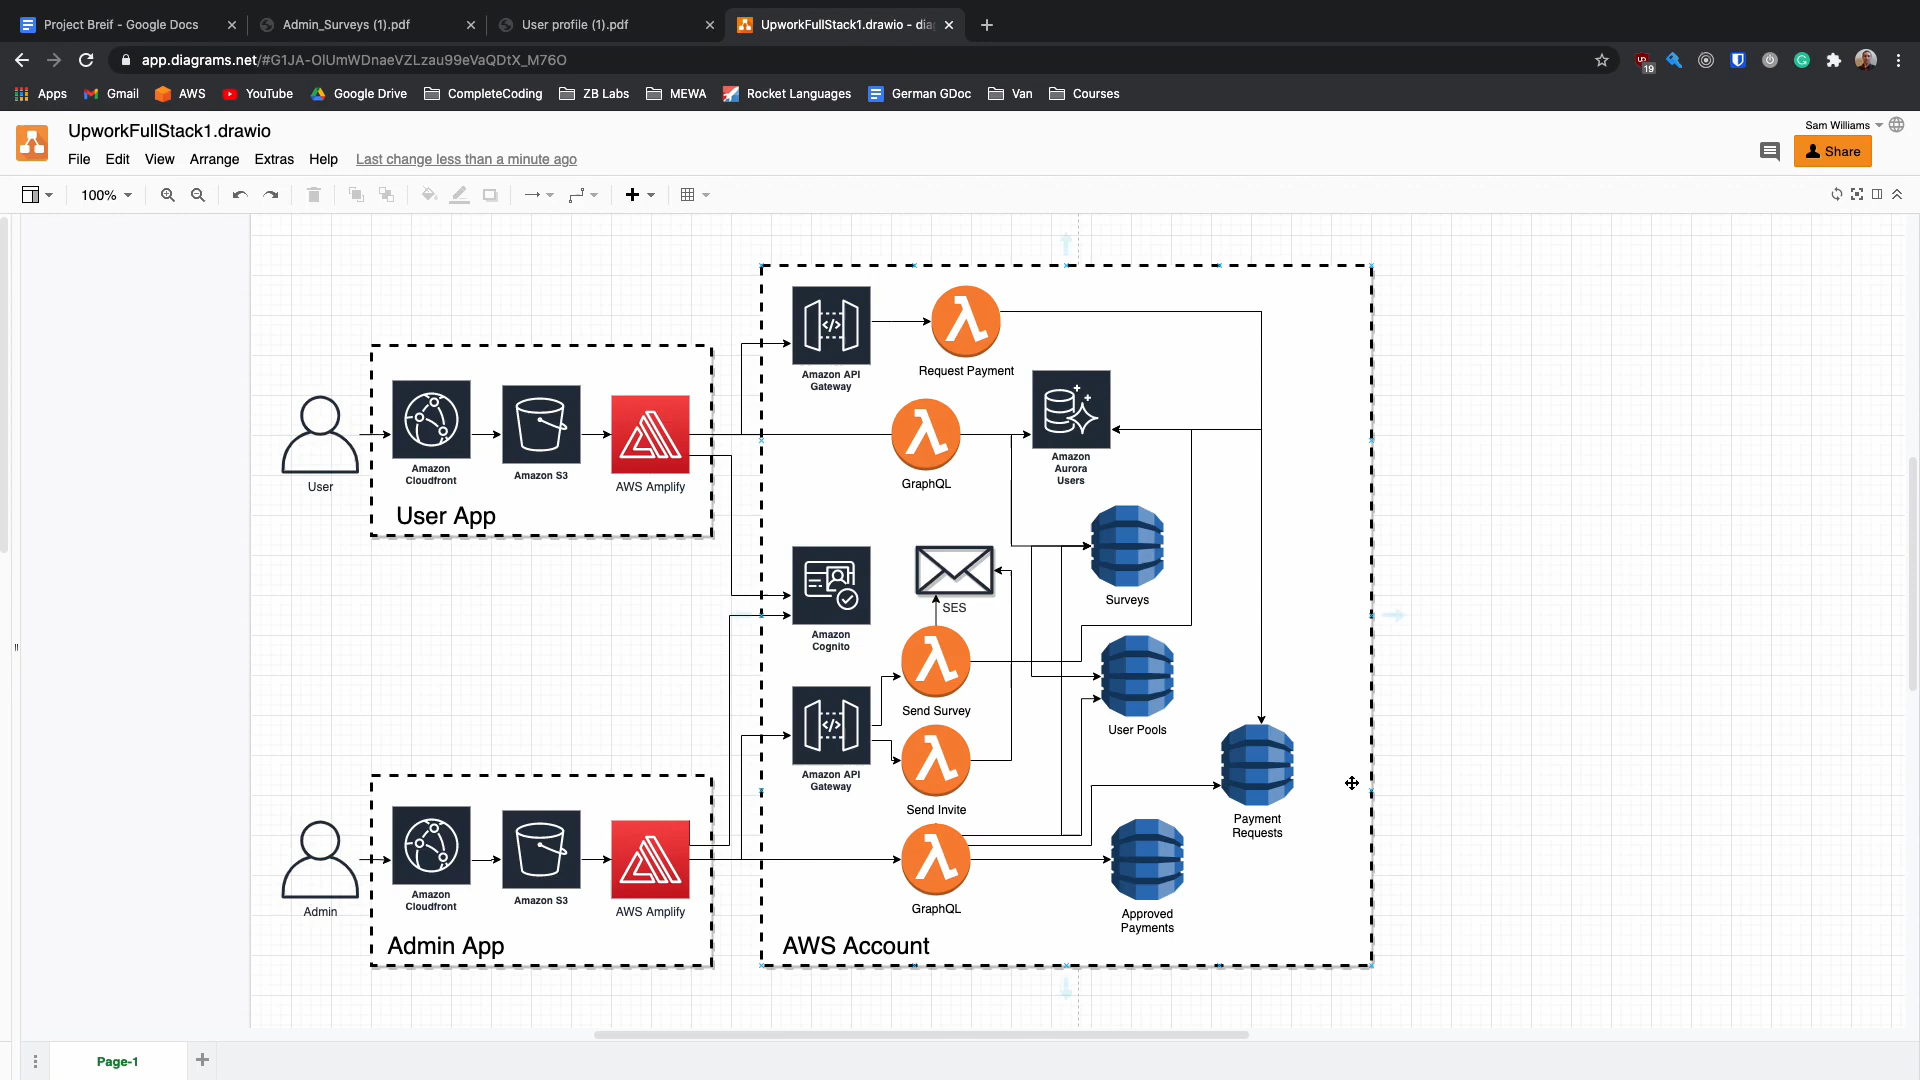 Project Breif - Google Docs
Admin_Surveys (1).pdf
User profile (1).pdf
UpworkFullStack1.drawio - dia
app.diagrams.net/#G1JA-OlUmWDnaeVZLzau99eVaQDtX_M76O
19
Apps
Gmail
AWS
YouTube
Google Drive
CompleteCoding
ZB Labs
MEWA
Rocket Languages
German GDoc
Van
Courses
UpworkFullStack1.drawio
Sam Williams
File
Edit
View
Arrange
Extras
Help
Last change less than a minute ago
Share
100%
Amazon API
Gateway
Request Payment
User
Amazon
Cloudfront
Amazon S3
AWS Amplify
User App
GraphQL
Amazon
Aurora
Users
Surveys
SES
Amazon
Cognito
Send Survey
User Pools
Amazon API
Gateway
Send Invite
Payment
Requests
Admin
Amazon
Cloudfront
Amazon S3
AWS Amplify
Admin App
GraphQL
Approved
Payments
AWS Account
Page-1